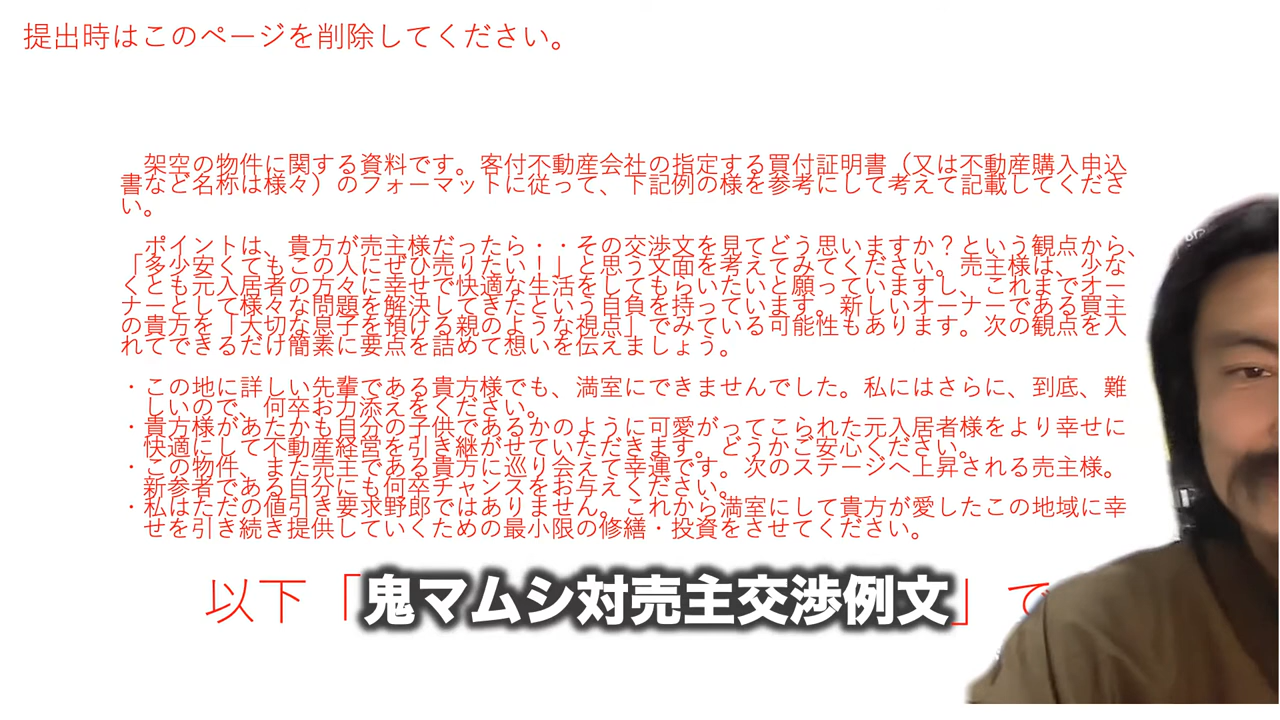 提出時はこのページを削除してください。
架空の物件に関する資料です。客付不動産会社の指定する買付証明書（又は不動産購入申込
書など名称は様々）のフォーマットに従って、下記例の様を参考にして考えて記載してくださ
い。
ポイントは、貴方が売主様だったら・・その交渉文を見てどう思いますか？という観点から、
「多少安くてもこの人にぜひ売りたい！」と思う文面を考えてみてください。売主様は、少な
くとも元入居者の方々に幸せで快適な生活をしてもらいたいと願っていますし、これまでオー
ナーとして様々な問題を解決してきたという自負を持っています。新しいオーナーである買主
の貴方を「大切な息子を預ける親のような視点」でみている可能性もあります。次の観点を入
れてできるだけ簡素に要点を詰めて想いを伝えましょう。
・この地に詳しい先輩である貴方様でも、満室にできませんでした。私にはさらに、到底、難
しいので、何卒お力添えをください。
・貴方様があたかも自分の子供であるかのように可愛がってこられた元入居者様をより幸せに
快適にして不動産経営を引き継がせていただきます。どうかご安心ください。
・この物件、また売主である貴方に巡り会えて幸運です。次のステージへ上昇される売主様。
新参者である自分にも何卒チャンスをお与えください。
・私はただの値引き要求野郎ではありません。これから満室にして貴方が愛したこの地域に幸
せを引き続き提供していくための最小限の修繕・投資をさせてください。
以下「鬼マムシ対売主交渉例文」で